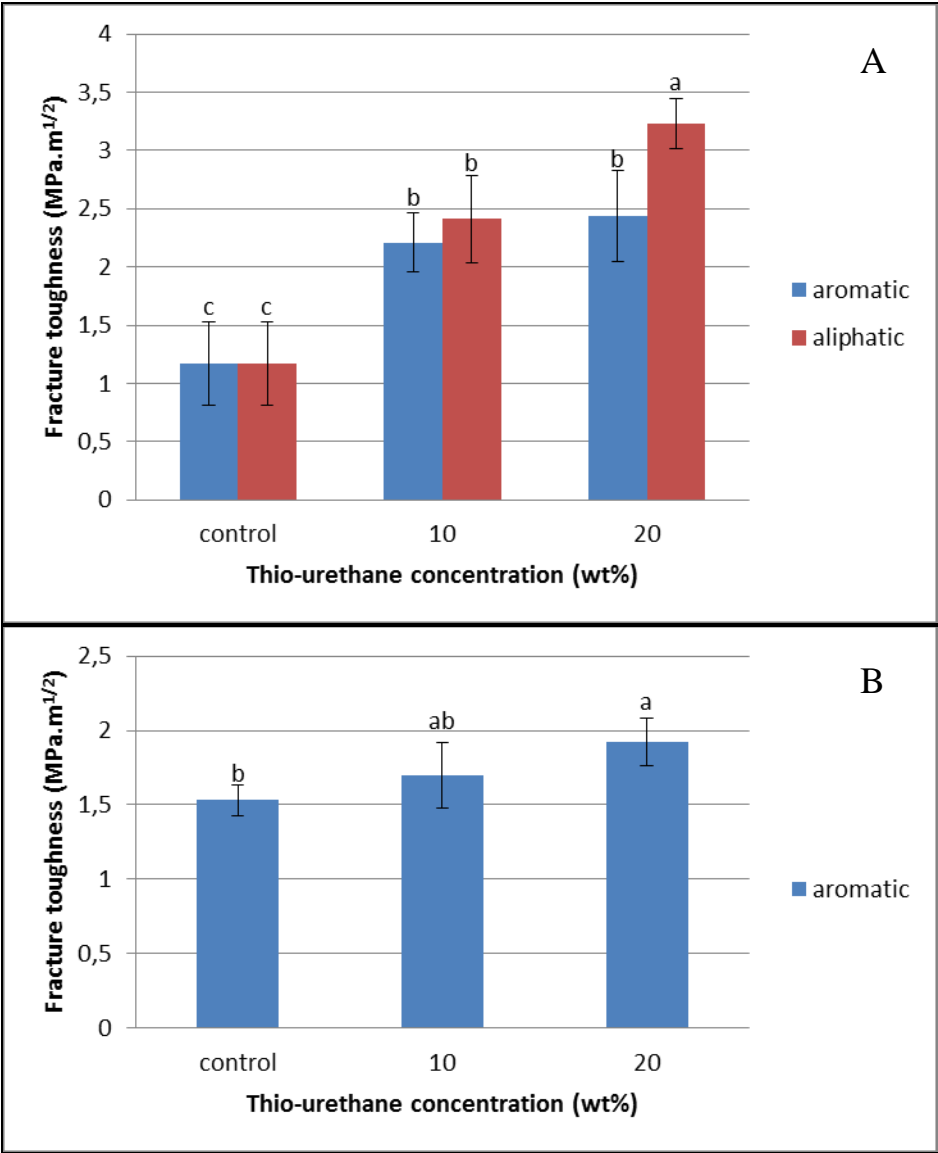 A
4
3,5
3
2,5
2
1,5
1
0,5
0
Fracture toughness (MPa.m^1/2)
c
c
b
b
b
a
control
10
20
Thio-urethane concentration (wt%)
aromatic
aliphatic
B
2,5
2
1,5
1
0,5
0
Fracture toughness (MPa.m^1/2)
b
ab
a
control
10
20
Thio-urethane concentration (wt%)
aromatic